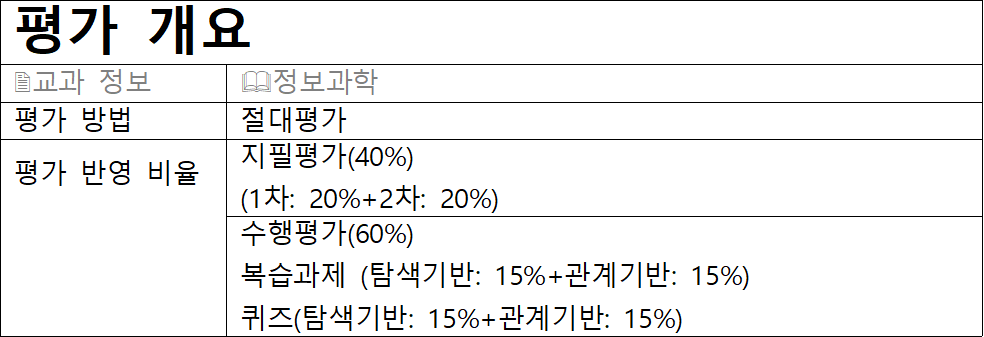 평가 개요
교과 정보
정보과학
평가 방법
절대평가
평가 반영 비율
지필평가(40%)
(1차: 20%+2차: 20%)
수행평가(60%)
복습과제 (탐색기반: 15%+관계기반: 15%)
퀴즈(탐색기반: 15%+관계기반: 15%)